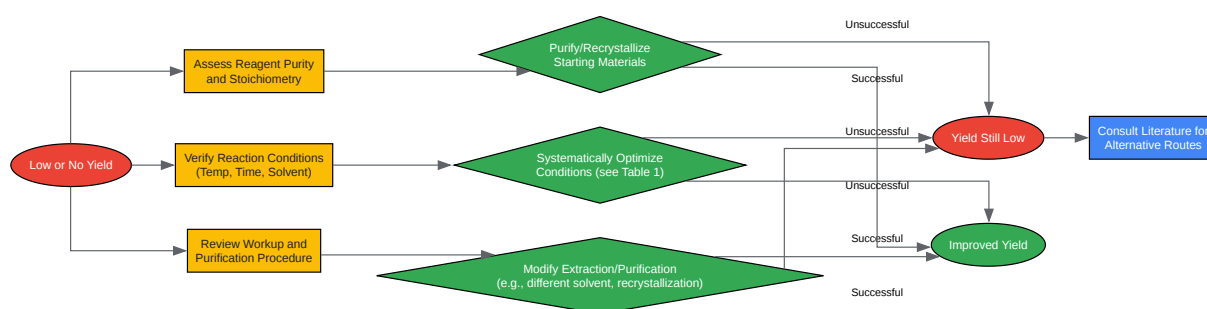 Unsuccessful
Purify/Recrystallize
Starting Materials
Assess Reagent Purity
and Stoichiometry
Successful
Unsuccessful
Yield Still Low
Consult Literature for
Alternative Routes
Low or No Yield
Verify Reaction Conditions
(Temp, Time, Solvent)
Systematically Optimize
Conditions (see Table 1)
Unsuccessful
Review Workup and
Purification Procedure
Successful
Improved Yield
Modify Extraction/Purification
(e.g., different solvent, recrystallization)
Successful